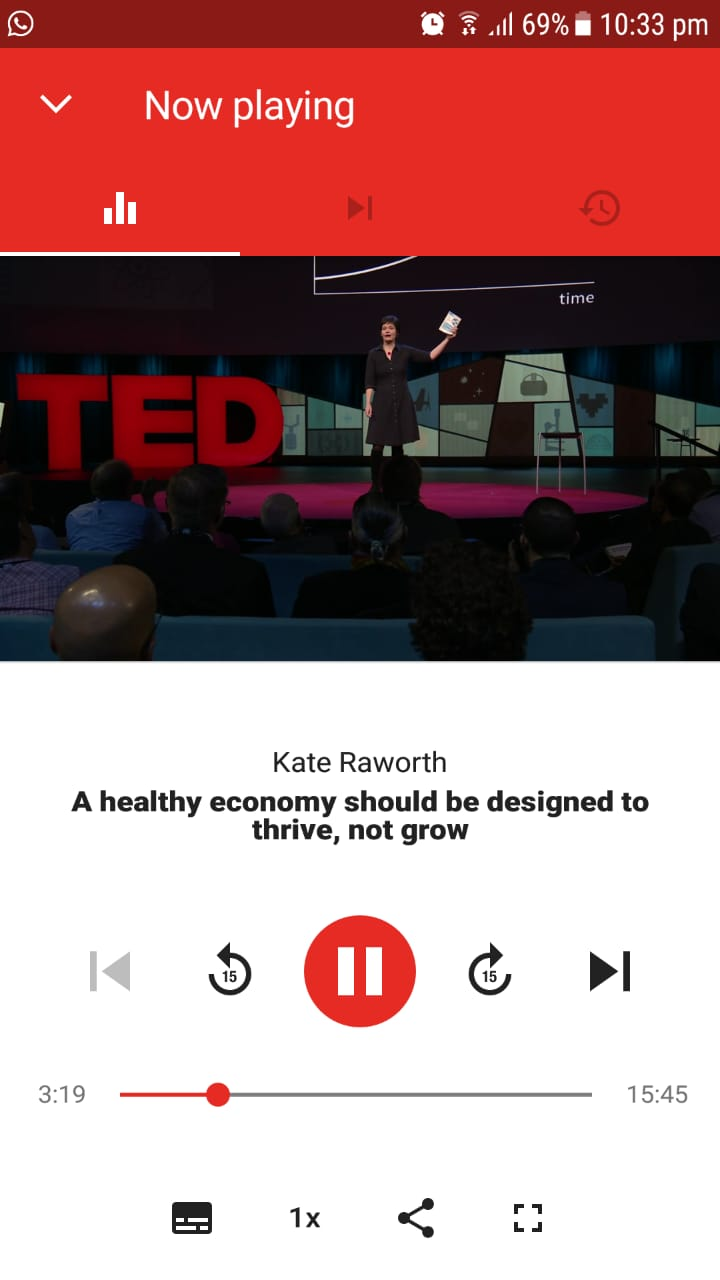 69% 10:33 pm
Now playing
time
TED
Kate Raworth
A healthy economy should be designed to
thrive, not grow
15
15
3:19
15:45
1x